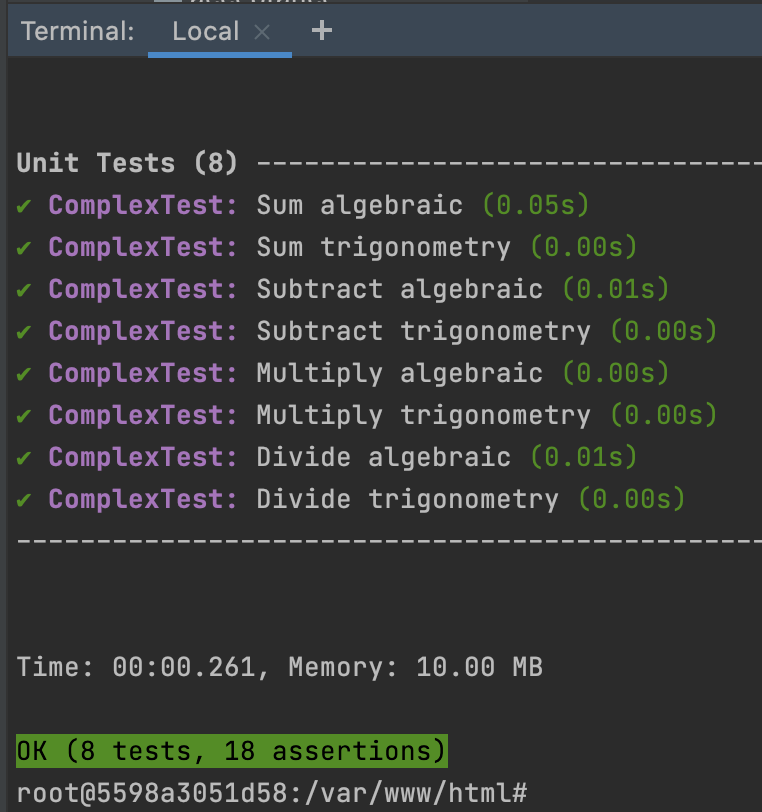 Terminal: Local × +
Unit Tests (8) --------------------------------
✔ ComplexTest: Sum algebraic (0.05s)
✔ ComplexTest: Sum trigonometry (0.00s)
✔ ComplexTest: Subtract algebraic (0.01s)
✔ ComplexTest: Subtract trigonometry (0.00s)
✔ ComplexTest: Multiply algebraic (0.00s)
✔ ComplexTest: Multiply trigonometry (0.00s)
✔ ComplexTest: Divide algebraic (0.01s)
✔ ComplexTest: Divide trigonometry (0.00s)
-----------------------------------------------
Time: 00:00.261, Memory: 10.00 MB
OK (8 tests, 18 assertions)
root@5598a3051d58:/var/www/html#